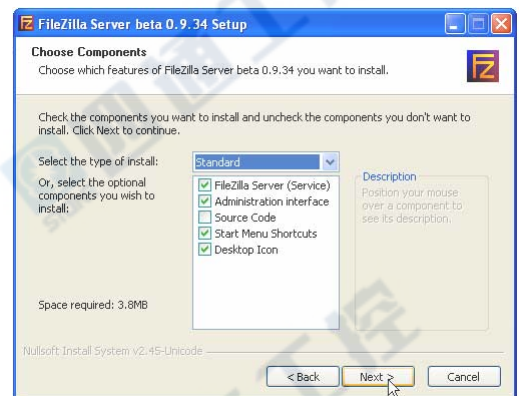 FileZilla Server beta 0.9.34 Setup
Choose Components
Choose which features of FileZilla Server beta 0.9.34 you want to install.
Check the components you want to install and uncheck the components you don't want to
install. Click Next to continue.
Select the type of install:
Standard
Or, select the optional
components you wish to
install:
FileZilla Server (Service)
Administration interface
Source Code
Start Menu Shortcuts
Desktop Icon
Description
Position your mouse
over a component to
see its description.
Space required: 3.8MB
Nullsoft Install System v2.45-Unicode
< Back
Next >
Cancel